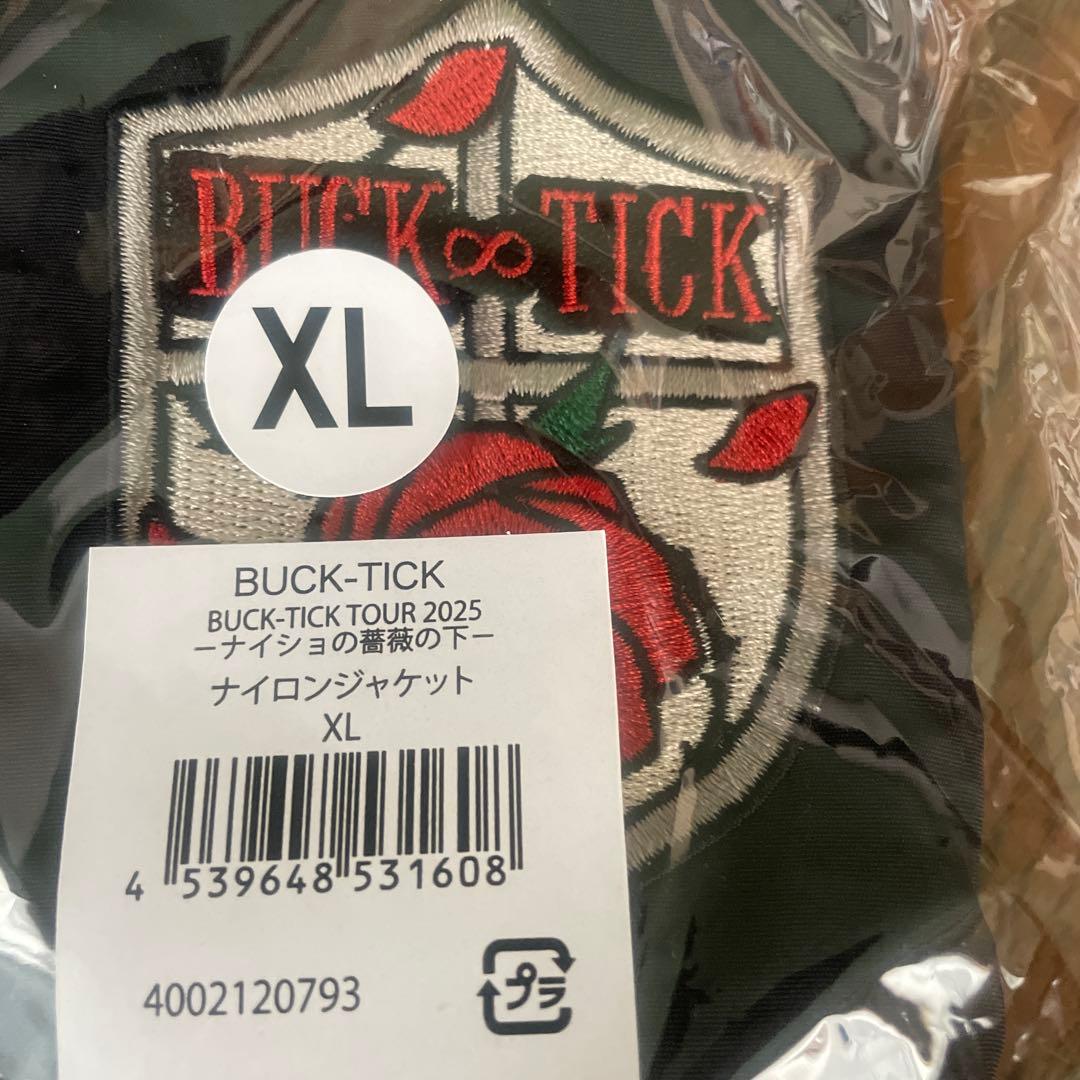 BUCK∞TICK
XL
BUCK-TICK
BUCK-TICK TOUR 2025
ーナイショの薔薇の下ー
ナイロンジャケット
XL
4 539648 531608
4002120793
プラ